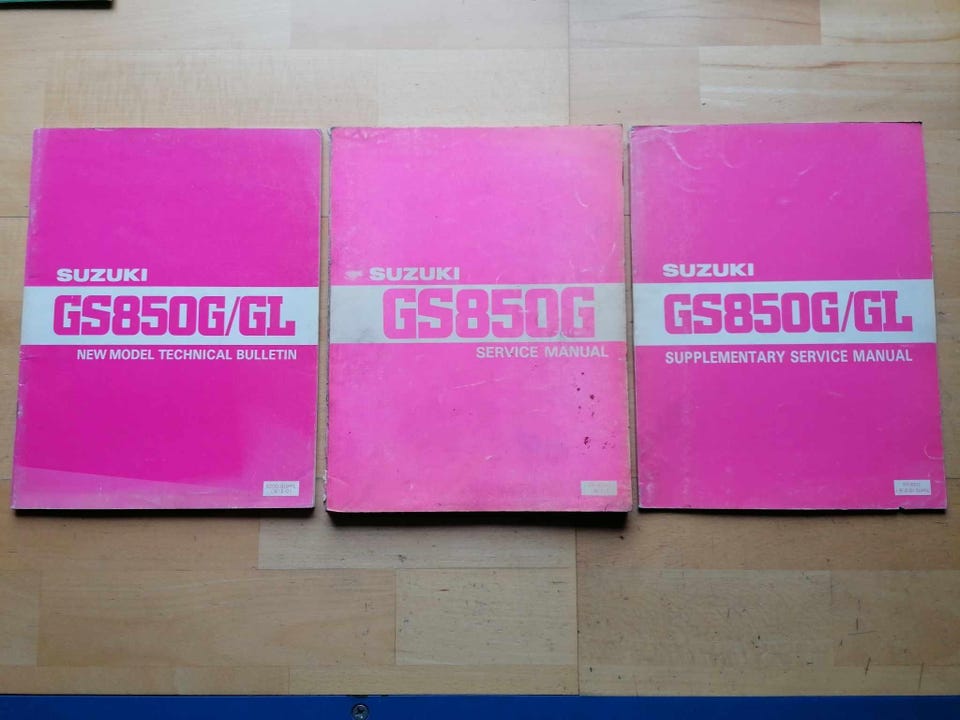 SUZUKI
GS850G/GL
NEW MODEL TECHNICAL BULLETIN
SUZUKI
GS850G
SERVICE MANUAL
SUZUKI
GS850G/GL
SUPPLEMENTARY SERVICE MANUAL